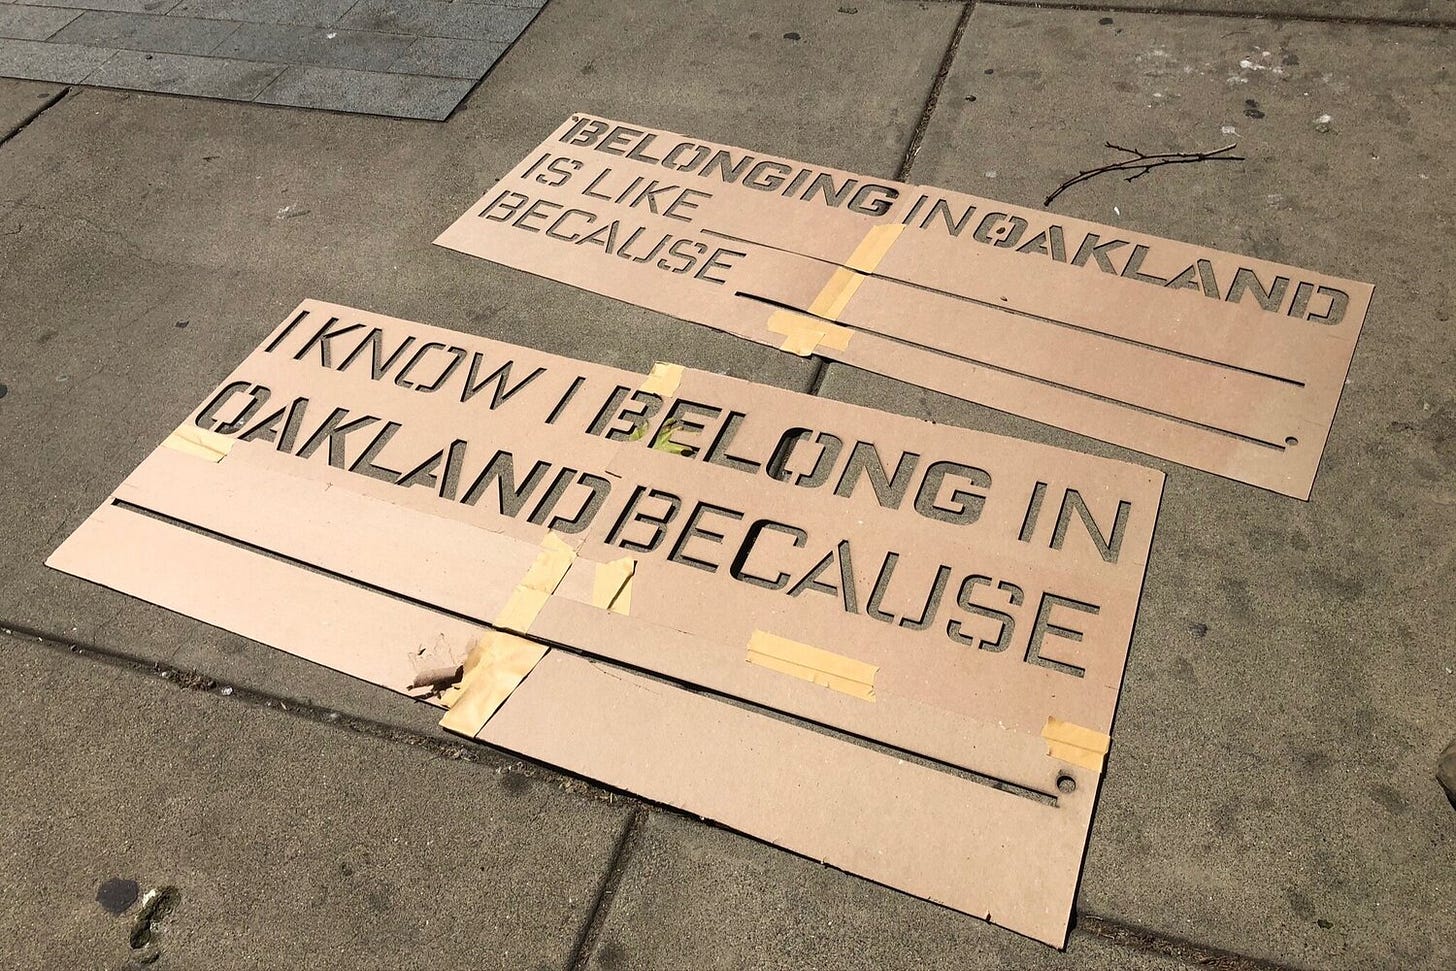 BELONGING IN OAKLAND
IS LIKE
BECAUSE
I KNOW I BELONG IN
OAKLAND BECAUSE